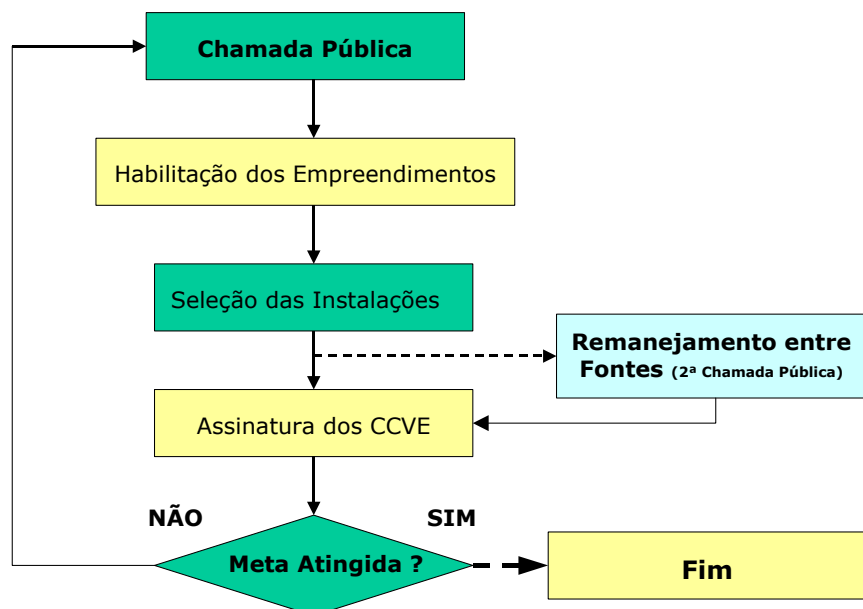 Chamada Pública
Habilitação dos Empreendimentos
Seleção das Instalações
Remanejamento entre
Fontes (2ª Chamada Pública)
Assinatura dos CCVE
NÃO
SIM
Meta Atingida ?
Fim